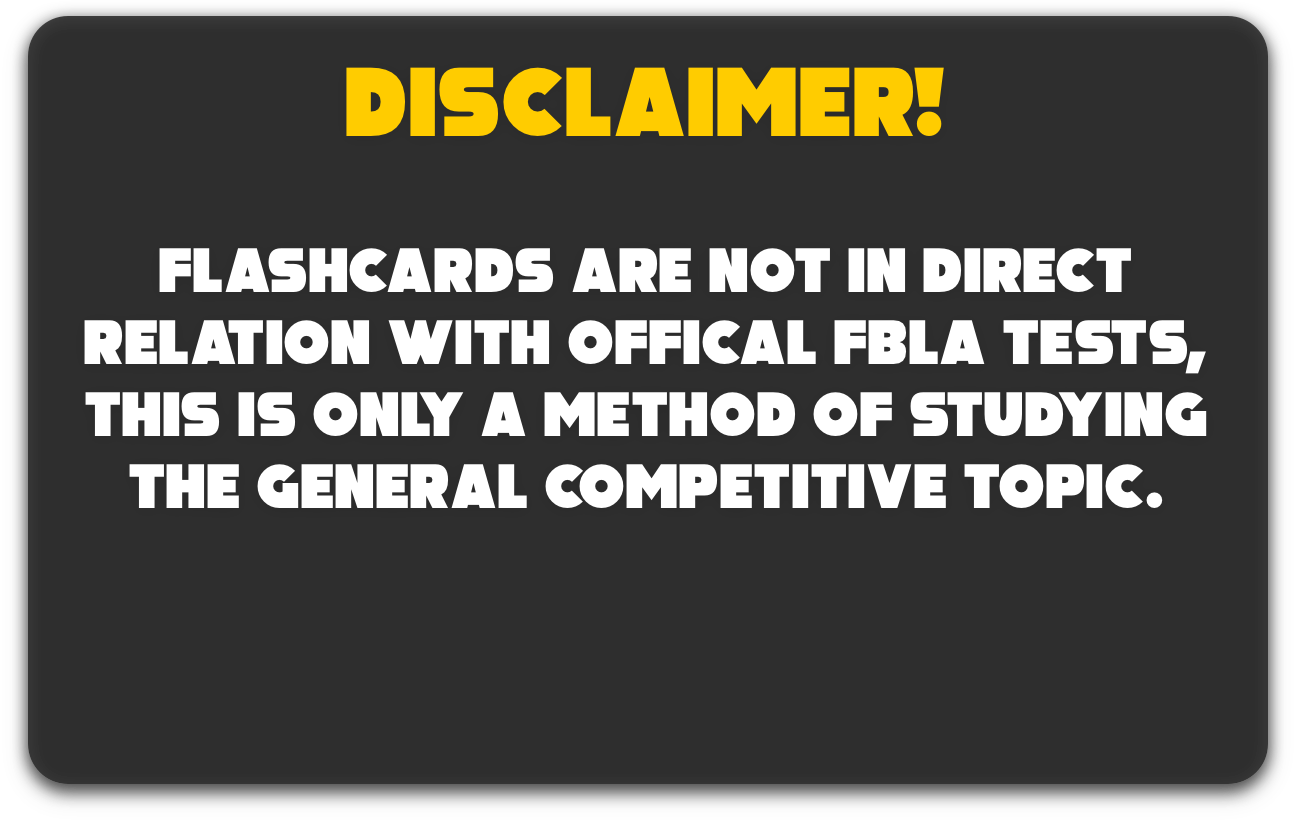 DISCLAIMER!
FLASHCARDS ARE NOT IN DIRECT
RELATION WITH OFFICAL FBLA TESTS,
THIS IS ONLY A METHOD OF STUDYING
THE GENERAL COMPETITIVE TOPIC.